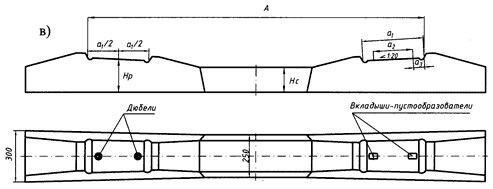 в)
A
a₁/2
a₁/2
a₁
a₂
<1:20
a₃
Hp
Hc
Дюбели
Вкладыши-пустообразователи
300
250